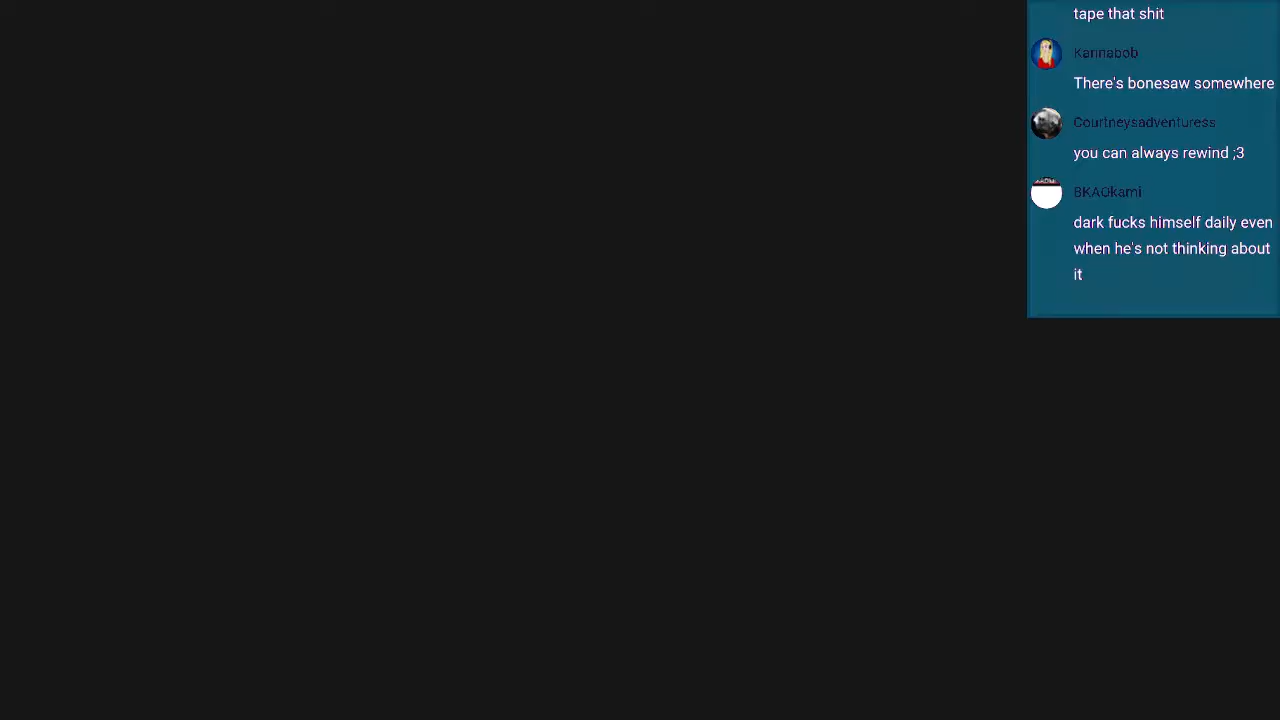 tape that shit
Kannabob
There's bonesaw somewhere
Courtneysadventuress
you can always rewind ;3
BKAOkami
dark fucks himself daily even
when he's not thinking about
it